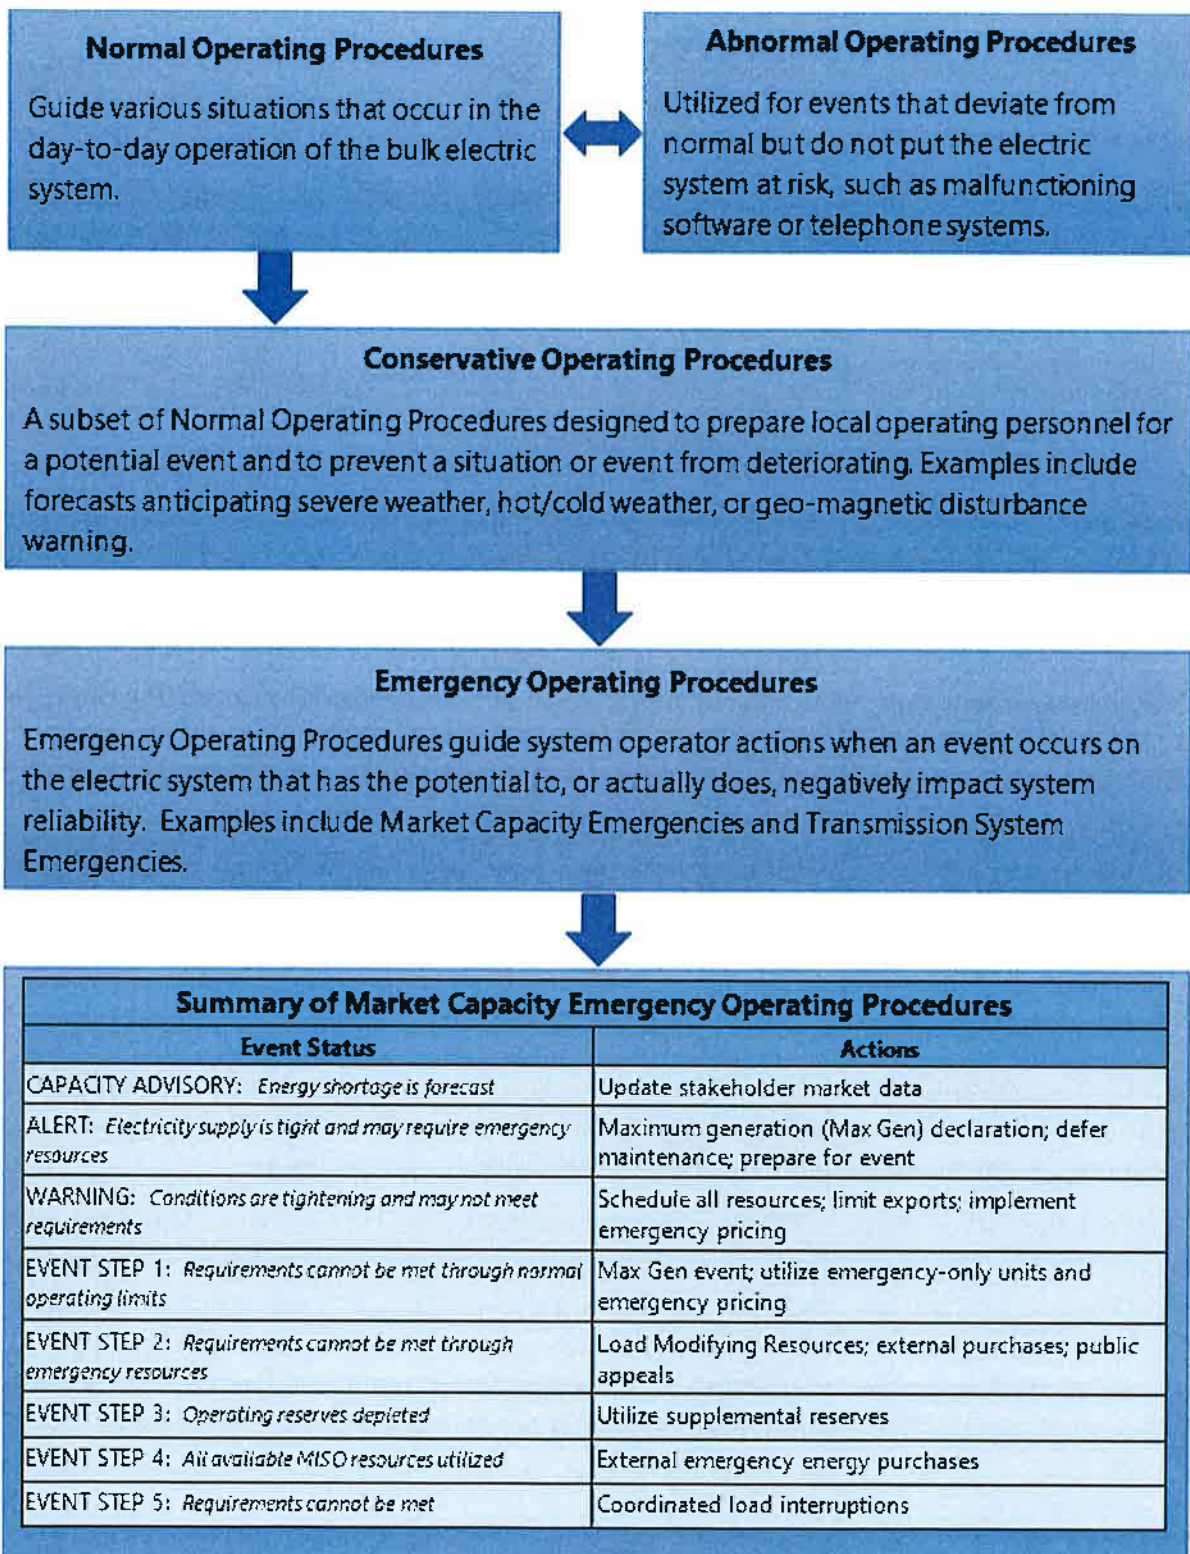 Normal Operating Procedures
Guide various situations that occur in the
day-to-day operation of the bulk electric
system.
Abnormal Operating Procedures
Utilized for events that deviate from
normal but do not put the electric
system at risk, such as malfunctioning
software or telephone systems.
Conservative Operating Procedures
A subset of Normal Operating Procedures designed to prepare local operating personnel for
a potential event and to prevent a situation or event from deteriorating. Examples include
forecasts anticipating severe weather, hot/cold weather, or geo-magnetic disturbance
warning.
Emergency Operating Procedures
Emergency Operating Procedures guide system operator actions when an event occurs on
the electric system that has the potential to, or actually does, negatively impact system
reliability. Examples include Market Capacity Emergencies and Transmission System
Emergencies.
Summary of Market Capacity Emergency Operating Procedures
Event Status
Actions
CAPACITY ADVISORY: Energy shortage is forecast
Update stakeholder market data
ALERT: Electricity supply is tight and may require emergency
resources
Maximum generation (Max Gen) declaration; defer
maintenance; prepare for event
WARNING: Conditions are tightening and may not meet
requirements
Schedule all resources; limit exports; implement
emergency pricing
EVENT STEP 1: Requirements cannot be met through normal
operating limits
Max Gen event; utilize emergency-only units and
emergency pricing
EVENT STEP 2: Requirements cannot be met through
emergency resources
Load Modifying Resources; external purchases; public
appeals
EVENT STEP 3: Operating reserves depleted
Utilize supplemental reserves
EVENT STEP 4: All available MISO resources utilized
External emergency energy purchases
EVENT STEP 5: Requirements cannot be met
Coordinated load interruptions